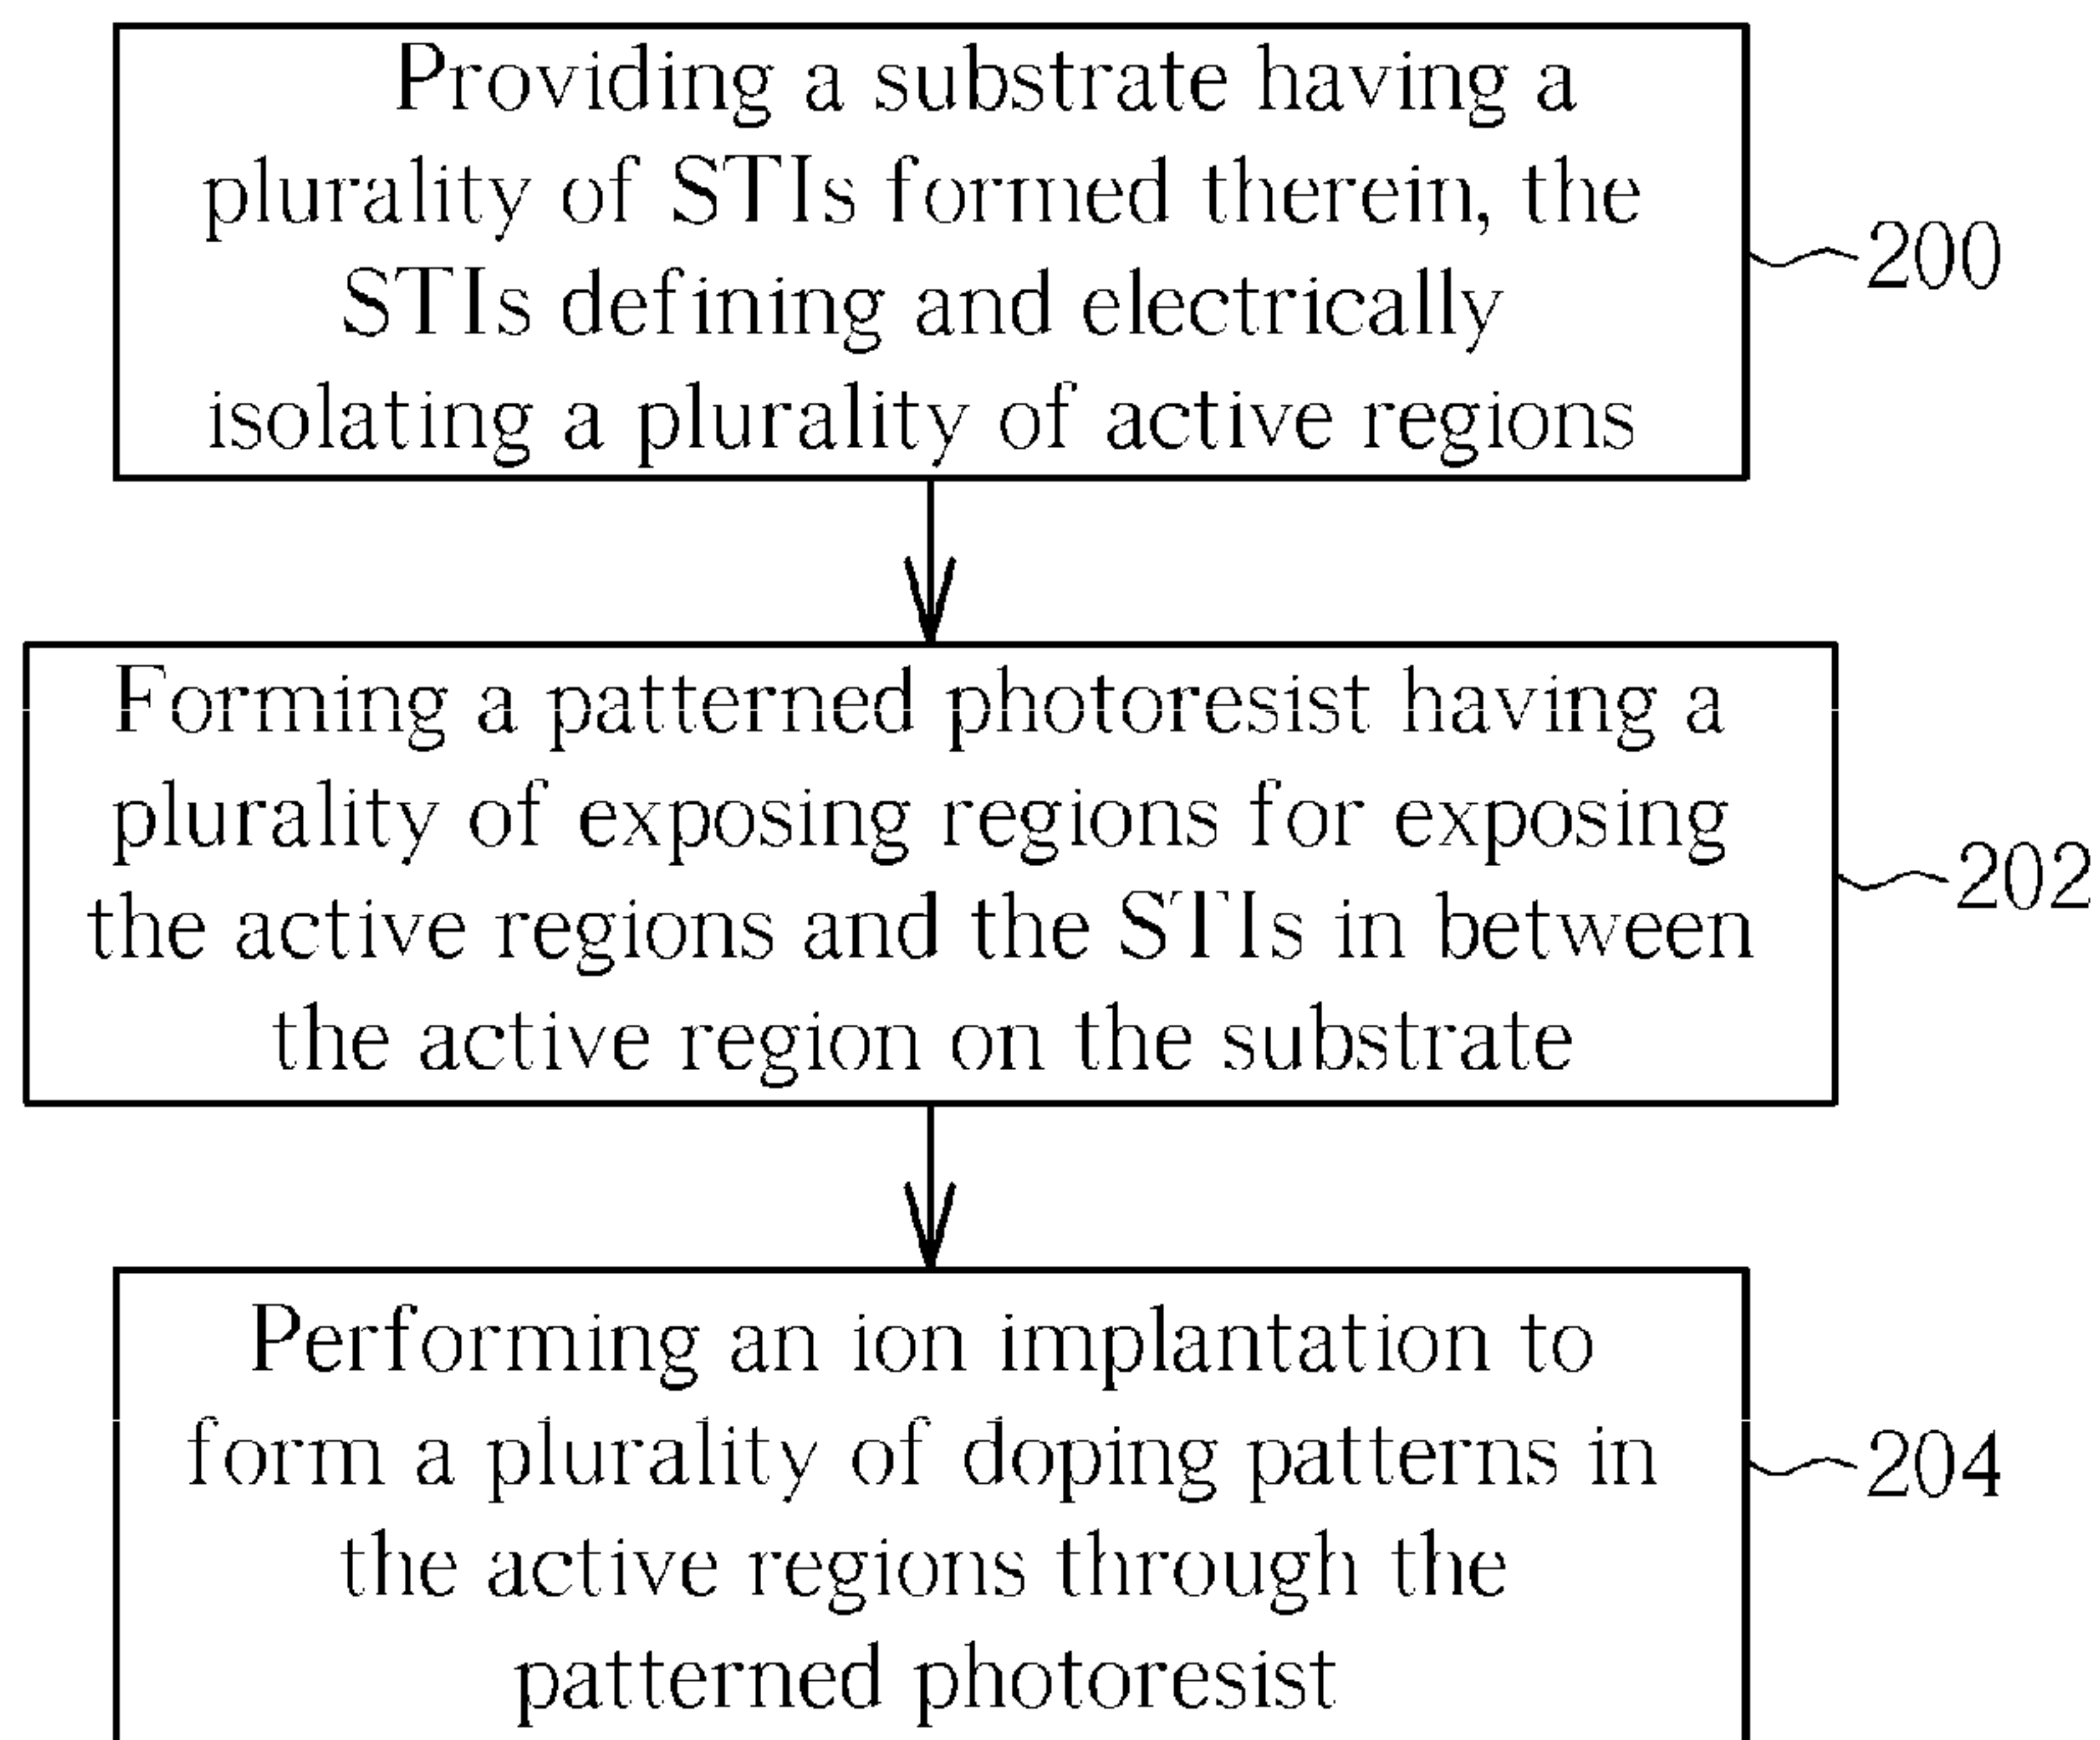 Providing a substrate having a
plurality of STIs formed therein, the
STIs defining and electrically
isolating a plurality of active regions
200
Forming a patterned photoresist having a
plurality of exposing regions for exposing
the active regions and the STIs in between
the active region on the substrate
202
Performing an ion implantation to
form a plurality of doping patterns in
the active regions through the
patterned photoresist
204